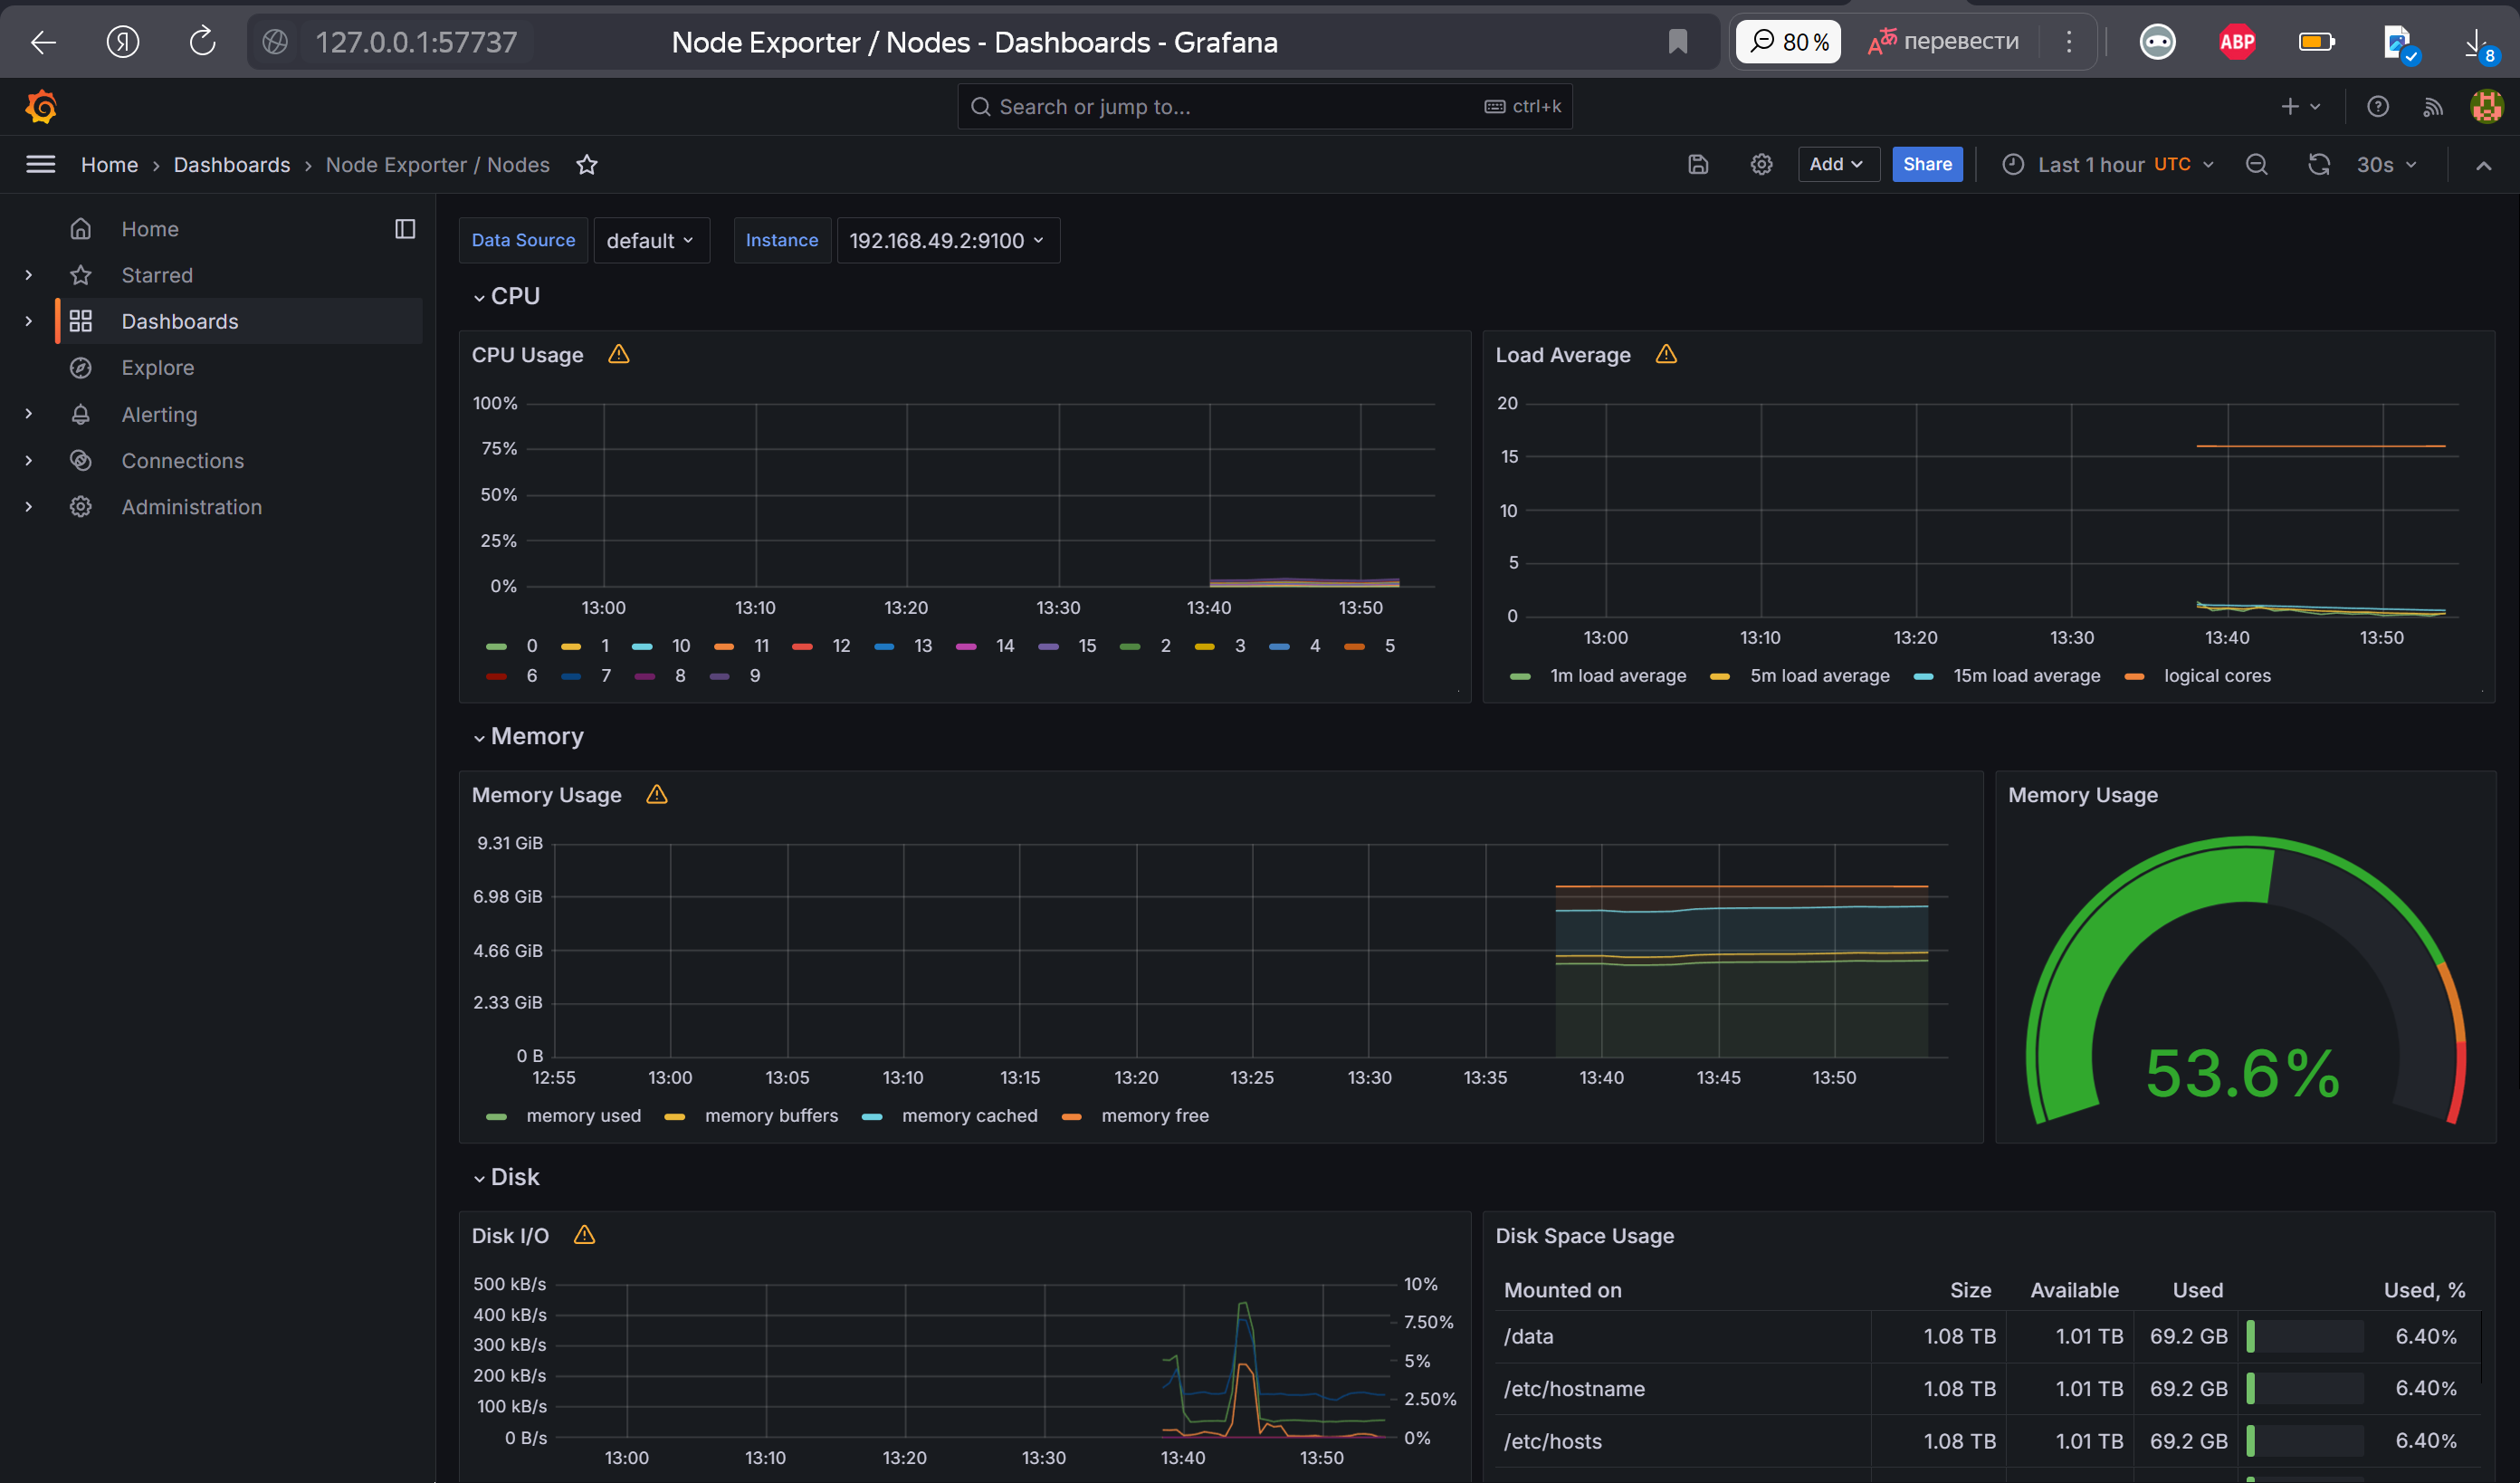 127.0.0.1:57737 Node Exporter / Nodes - Dashboards - Grafana 80 % перевести ABP 8
Search or jump to... ctrl+k
Home › Dashboards › Node Exporter / Nodes Add Share Last 1 hour UTC 30s
Home
Starred
Dashboards
Explore
Alerting
Connections
Administration
Data Source default Instance 192.168.49.2:9100
CPU
CPU Usage
100%
75%
50%
25%
0%
13:00 13:10 13:20 13:30 13:40 13:50
0 1 10 11 12 13 14 15 2 3 4 5
6 7 8 9
Load Average
20
15
10
5
0
13:00 13:10 13:20 13:30 13:40 13:50
1m load average 5m load average 15m load average logical cores
Memory
Memory Usage
9.31 GiB
6.98 GiB
4.66 GiB
2.33 GiB
0 B
12:55 13:00 13:05 13:10 13:15 13:20 13:25 13:30 13:35 13:40 13:45 13:50
memory used memory buffers memory cached memory free
Memory Usage
53.6%
Disk
Disk I/O
500 kB/s 10%
400 kB/s 7.50%
300 kB/s 5%
200 kB/s 2.50%
100 kB/s
0 B/s 0%
13:00 13:10 13:20 13:30 13:40 13:50
Disk Space Usage
Mounted on Size Available Used Used, %
/data 1.08 TB 1.01 TB 69.2 GB 6.40%
/etc/hostname 1.08 TB 1.01 TB 69.2 GB 6.40%
/etc/hosts 1.08 TB 1.01 TB 69.2 GB 6.40%